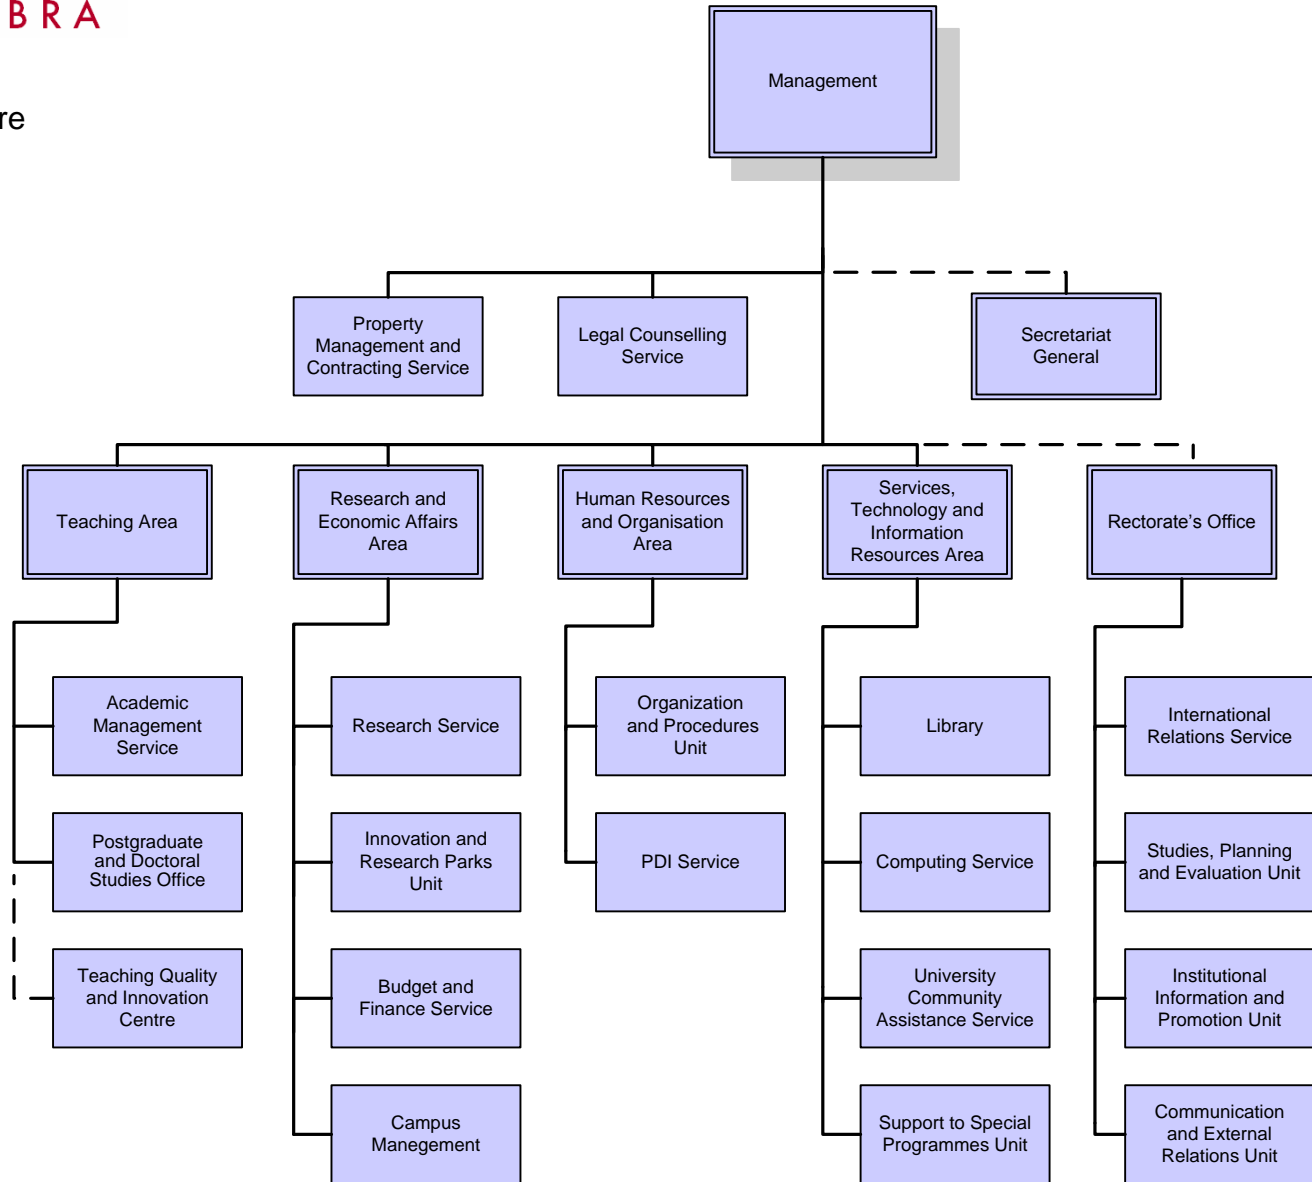 BRA
re
Management
Property
Management and
Contracting Service
Legal Counselling
Service
Secretariat
General
Teaching Area
Research and
Economic Affairs
Area
Human Resources
and Organisation
Area
Services,
Technology and
Information
Resources Area
Rectorate's Office
Academic
Management
Service
Research Service
Organization
and Procedures
Unit
Library
International
Relations Service
Postgraduate
and Doctoral
Studies Office
Innovation and
Research Parks
Unit
PDI Service
Computing Service
Studies, Planning
and Evaluation Unit
Teaching Quality
and Innovation
Centre
Budget and
Finance Service
University
Community
Assistance Service
Institutional
Information and
Promotion Unit
Campus
Manegement
Support to Special
Programmes Unit
Communication
and External
Relations Unit